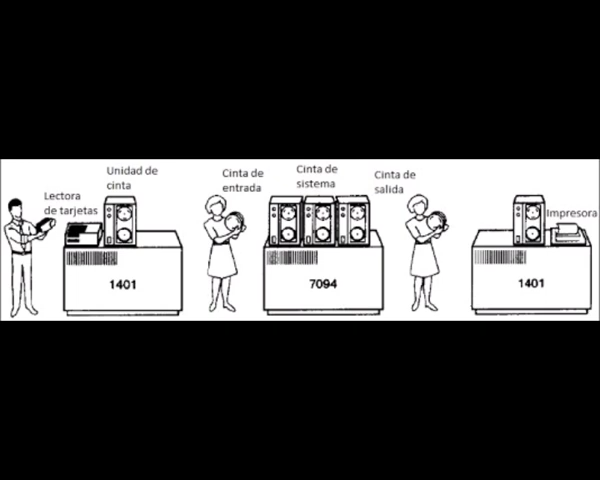 Lectora
de tarjetas
Unidad de
cinta
Cinta de
entrada
Cinta de
sistema
Cinta de
salida
Impresora
1401
7094
1401